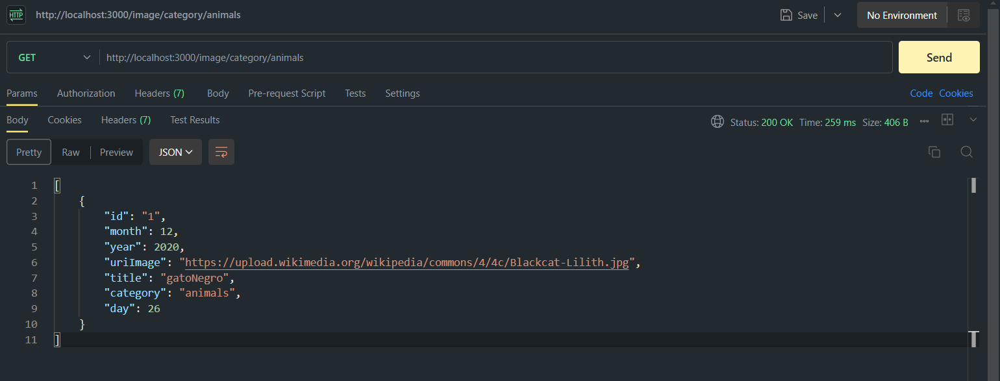 HTTP http://localhost:3000/image/category/animals Save No Environment
GET http://localhost:3000/image/category/animals Send
Params Authorization Headers (7) Body Pre-request Script Tests Settings Code Cookies
Body Cookies Headers (7) Test Results Status: 200 OK Time: 259 ms Size: 406 B
Pretty Raw Preview JSON
1 [
2 {
3 "id": "1",
4 "month": 12,
5 "year": 2020,
6 "uriImage": "https://upload.wikimedia.org/wikipedia/commons/4/4c/Blackcat-Lilith.jpg",
7 "title": "gatoNegro",
8 "category": "animals",
9 "day": 26
10 }
11 ]